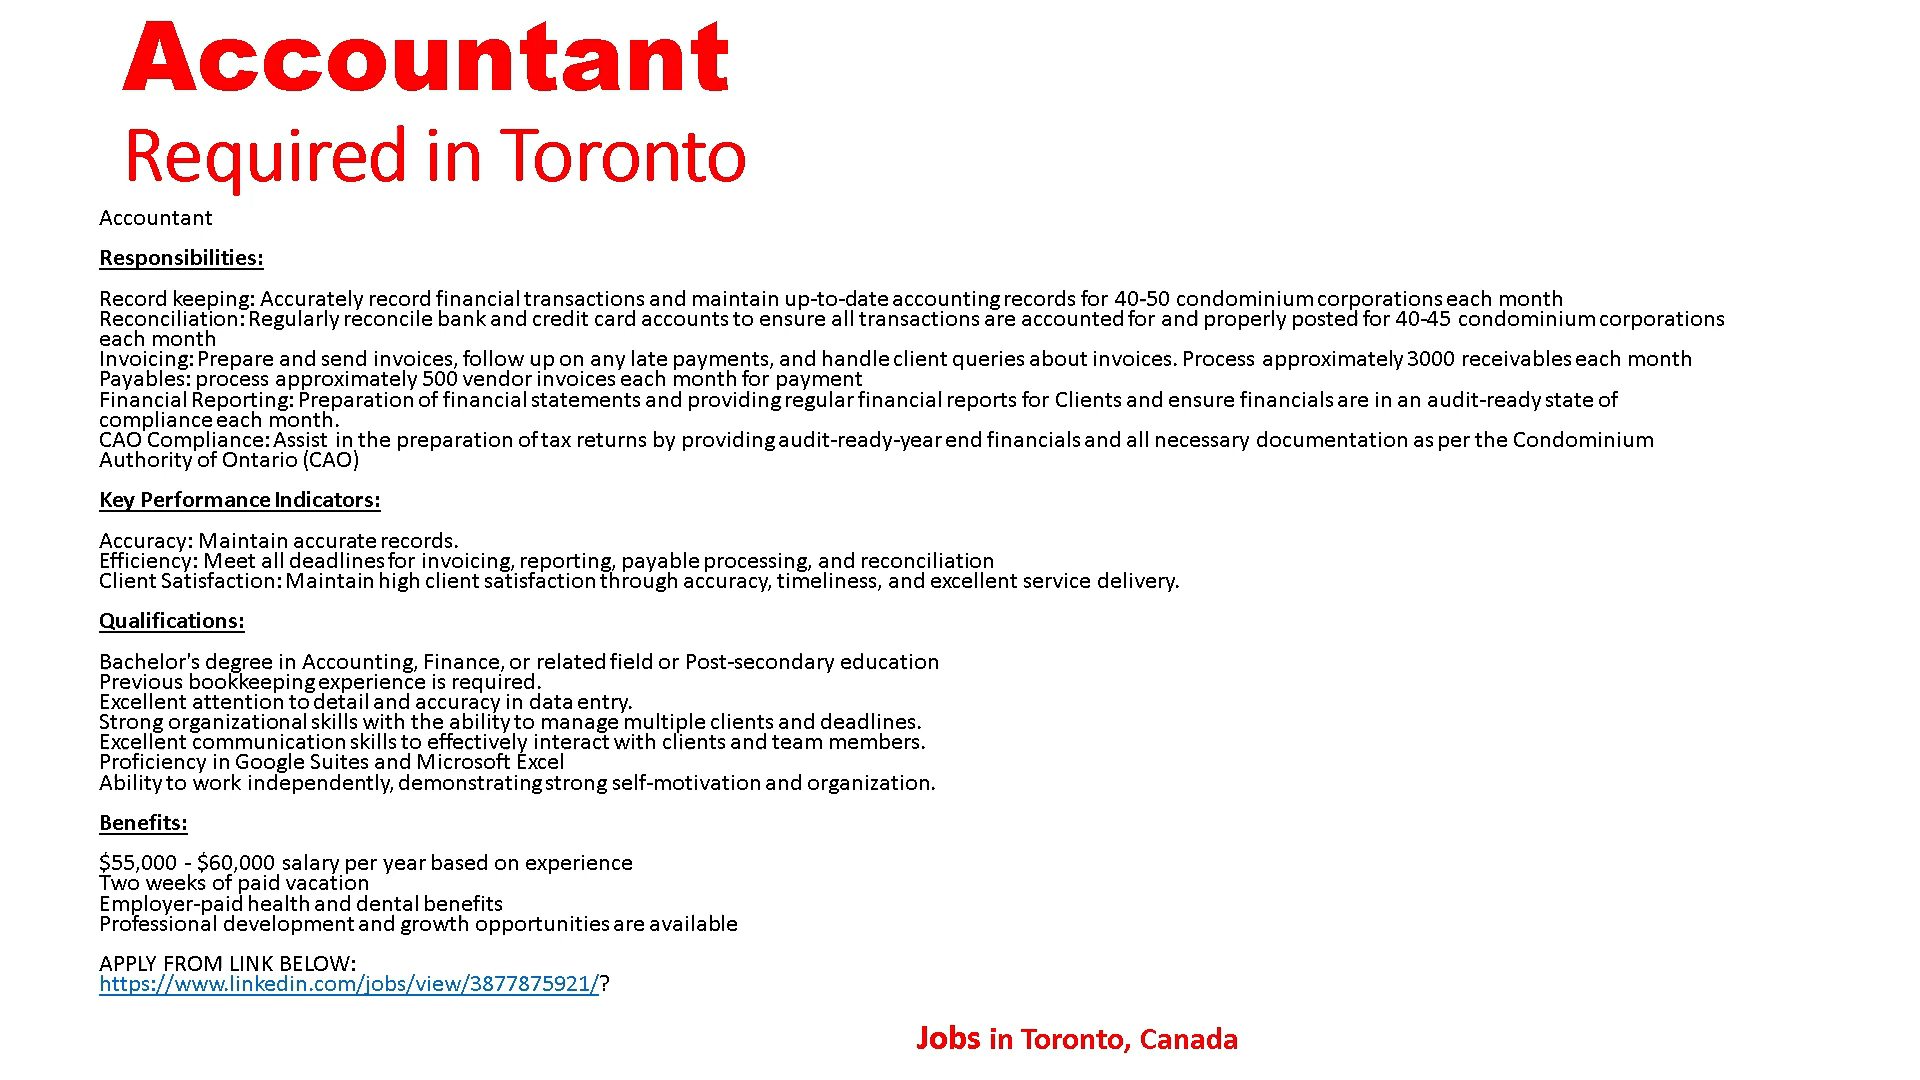 Accountant
Required in Toronto
Accountant
Responsibilities:
Record keeping: Accurately record financial transactions and maintain up-to-date accounting records for 40-50 condominium corporations each month
Reconciliation: Regularly reconcile bank and credit card accounts to ensure all transactions are accounted for and properly posted for 40-45 condominium corporations
each month
Invoicing: Prepare and send invoices, follow up on any late payments, and handle client queries about invoices. Process approximately 3000 receivables each month
Payables: process approximately 500 vendor invoices each month for payment
Financial Reporting: Preparation of financial statements and providing regular financial reports for Clients and ensure financials are in an audit-ready state of
compliance each month.
CAO Compliance: Assist in the preparation of tax returns by providing audit-ready-year end financials and all necessary documentation as per the Condominium
Authority of Ontario (CAO)
Key Performance Indicators:
Accuracy: Maintain accurate records.
Efficiency: Meet all deadlines for invoicing, reporting, payable processing, and reconciliation
Client Satisfaction: Maintain high client satisfaction through accuracy, timeliness, and excellent service delivery.
Qualifications:
Bachelor's degree in Accounting, Finance, or related field or Post-secondary education
Previous bookkeeping experience is required.
Excellent attention to detail and accuracy in data entry.
Strong organizational skills with the ability to manage multiple clients and deadlines.
Excellent communication skills to effectively interact with clients and team members.
Proficiency in Google Suites and Microsoft Excel
Ability to work independently, demonstrating strong self-motivation and organization.
Benefits:
$55,000 - $60,000 salary per year based on experience
Two weeks of paid vacation
Employer-paid health and dental benefits
Professional development and growth opportunities are available
APPLY FROM LINK BELOW:
https://www.linkedin.com/jobs/view/3877875921/?
Jobs in Toronto, Canada